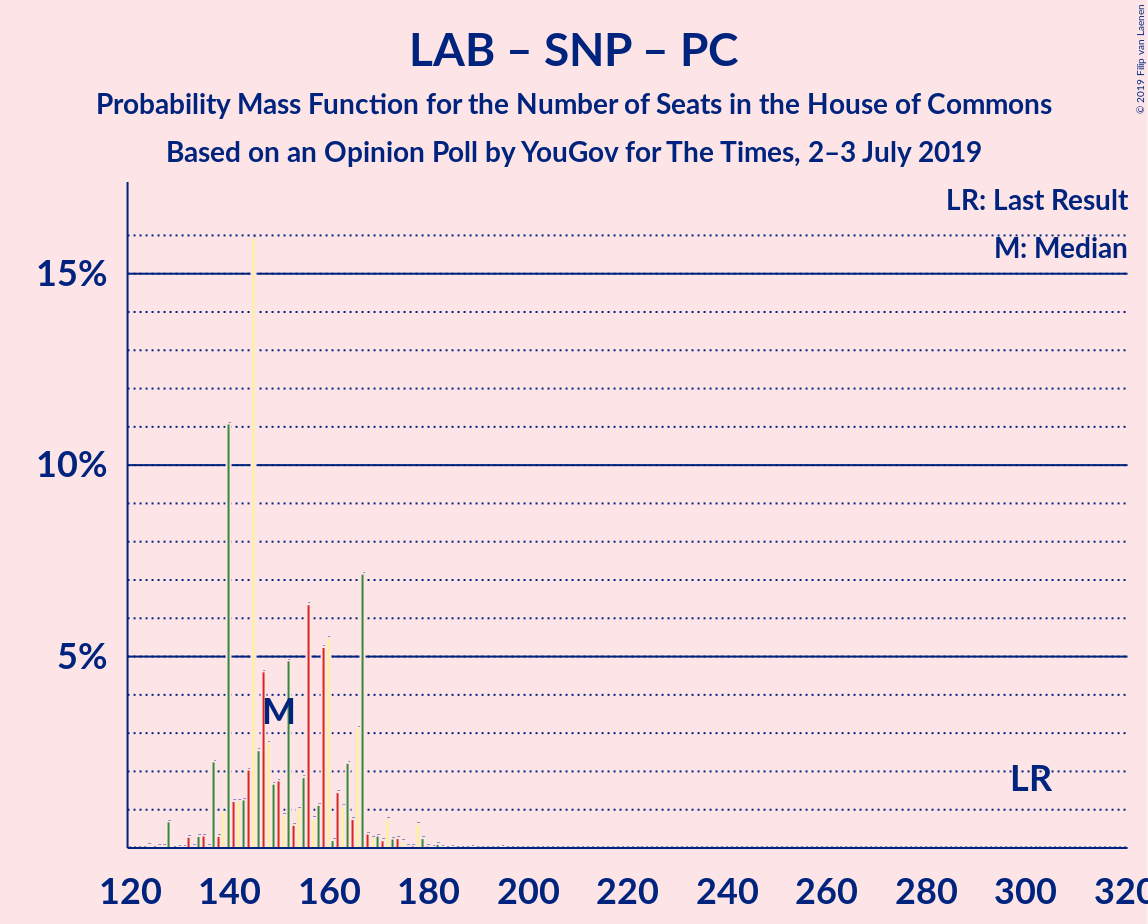 LAB – SNP – PC
Probability Mass Function for the Number of Seats in the House of Commons
Based on an Opinion Poll by YouGov for The Times, 2–3 July 2019
© 2019 Filip van Laenen
LR: Last Result
M: Median
15%
10%
5%
M
LR
120 140 160 180 200 220 240 260 280 300 320